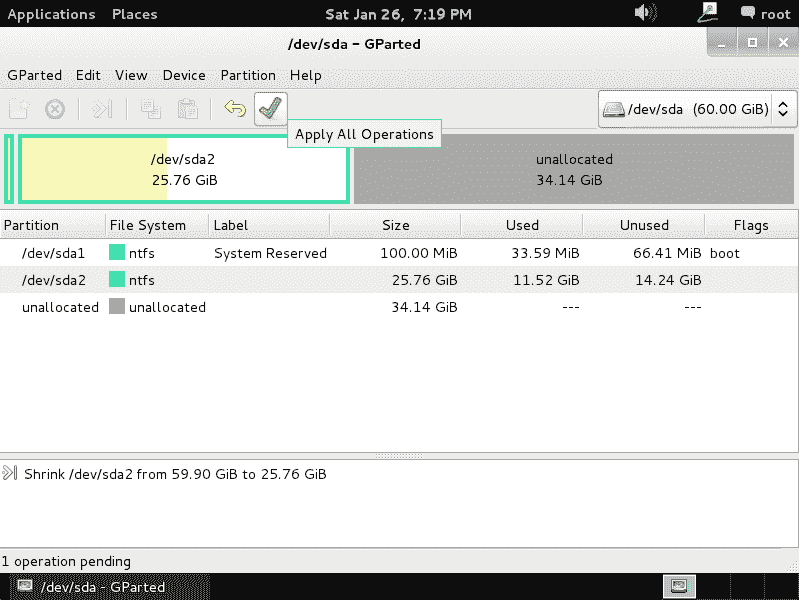 Applications Places Sat Jan 26, 7:19 PM root
/dev/sda - GParted
GParted Edit View Device Partition Help
/dev/sda (60.00 GiB)
Apply All Operations
/dev/sda2 unallocated
25.76 GiB 34.14 GiB
Partition File System Label Size Used Unused Flags
/dev/sda1 ntfs System Reserved 100.00 MiB 33.59 MiB 66.41 MiB boot
/dev/sda2 ntfs 25.76 GiB 11.52 GiB 14.24 GiB
unallocated unallocated 34.14 GiB --- ---
Shrink /dev/sda2 from 59.90 GiB to 25.76 GiB
1 operation pending
/dev/sda - GParted